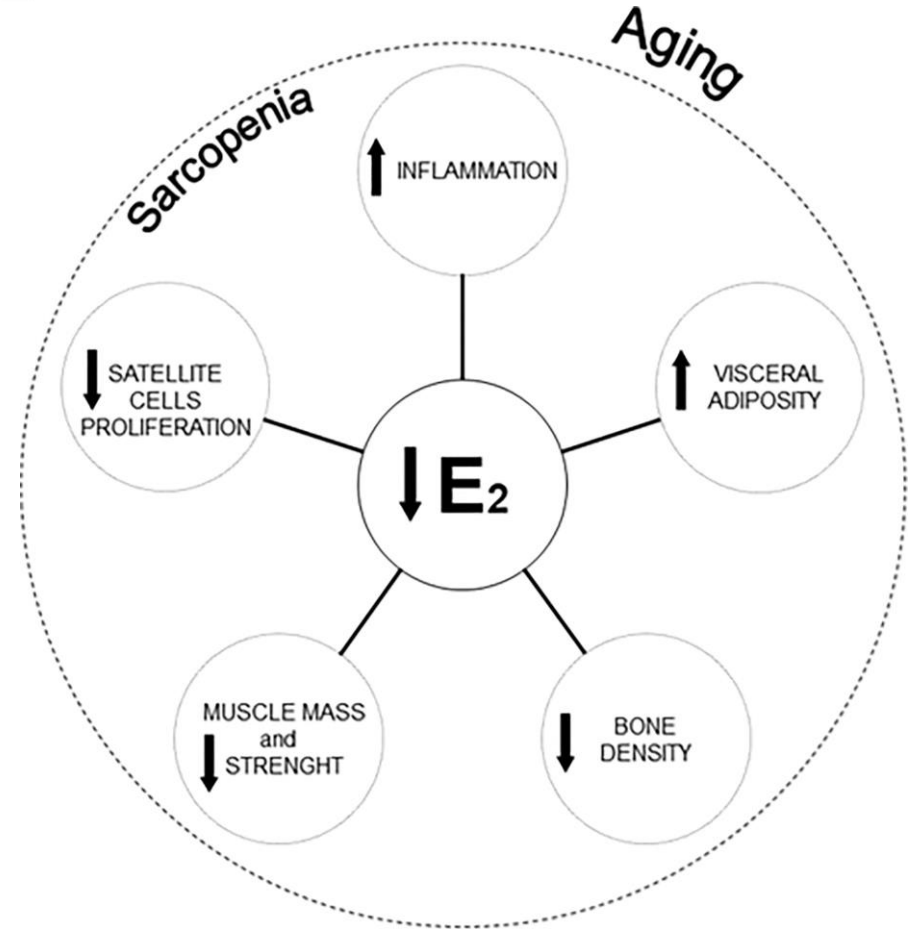 Aging
Sarcopenia
INFLAMMATION
SATELLITE
CELLS
PROLIFERATION
VISCERAL
ADIPOSITY
E₂
MUSCLE MASS
and
STRENGHT
BONE
DENSITY